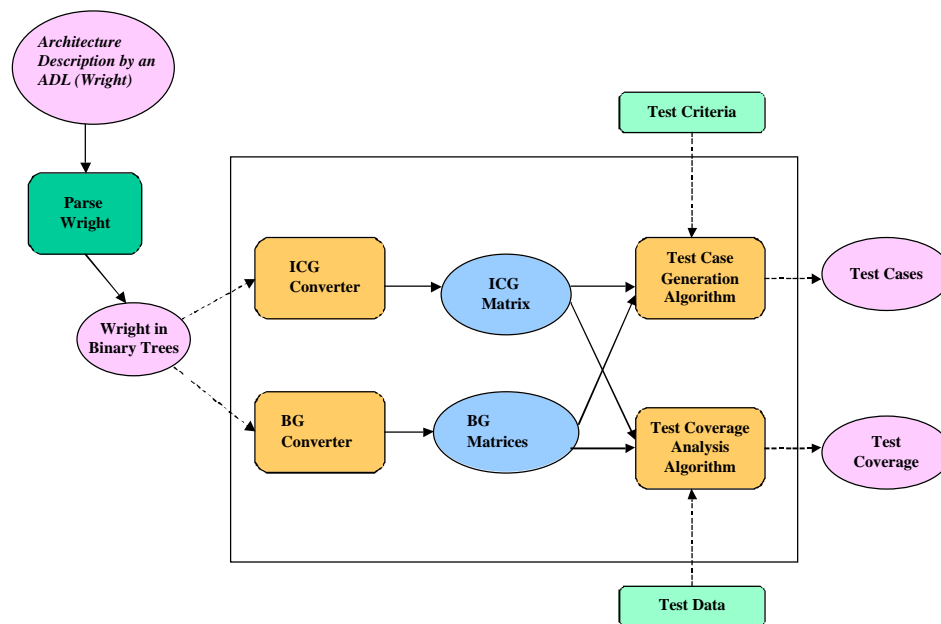 Architecture
Description by an
ADL (Wright)
Test Criteria
Parse
Wright
ICG
Converter
ICG
Matrix
Test Case
Generation
Algorithm
Test Cases
Wright in
Binary Trees
BG
Converter
BG
Matrices
Test Coverage
Analysis
Algorithm
Test
Coverage
Test Data